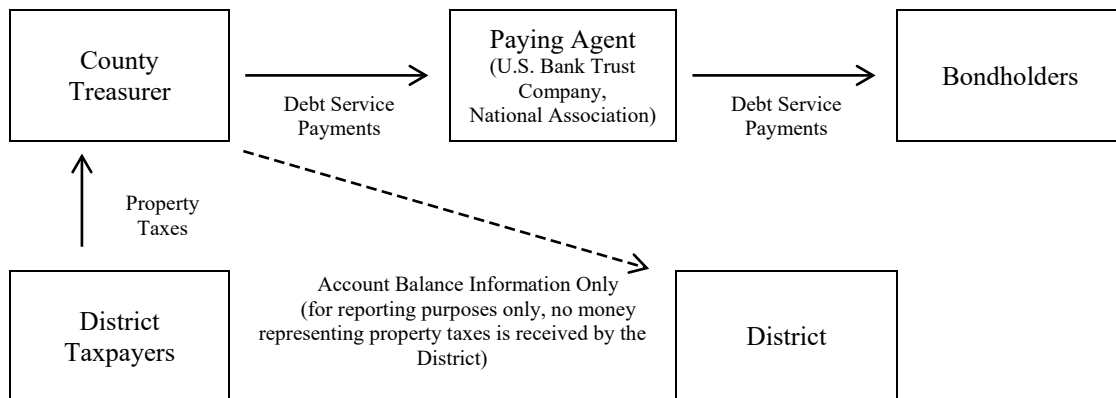 County
Treasurer
Debt Service
Payments
Paying Agent
(U.S. Bank Trust
Company,
National Association)
Debt Service
Payments
Bondholders
Property
Taxes
District
Taxpayers
Account Balance Information Only
(for reporting purposes only, no money
representing property taxes is received by the
District)
District